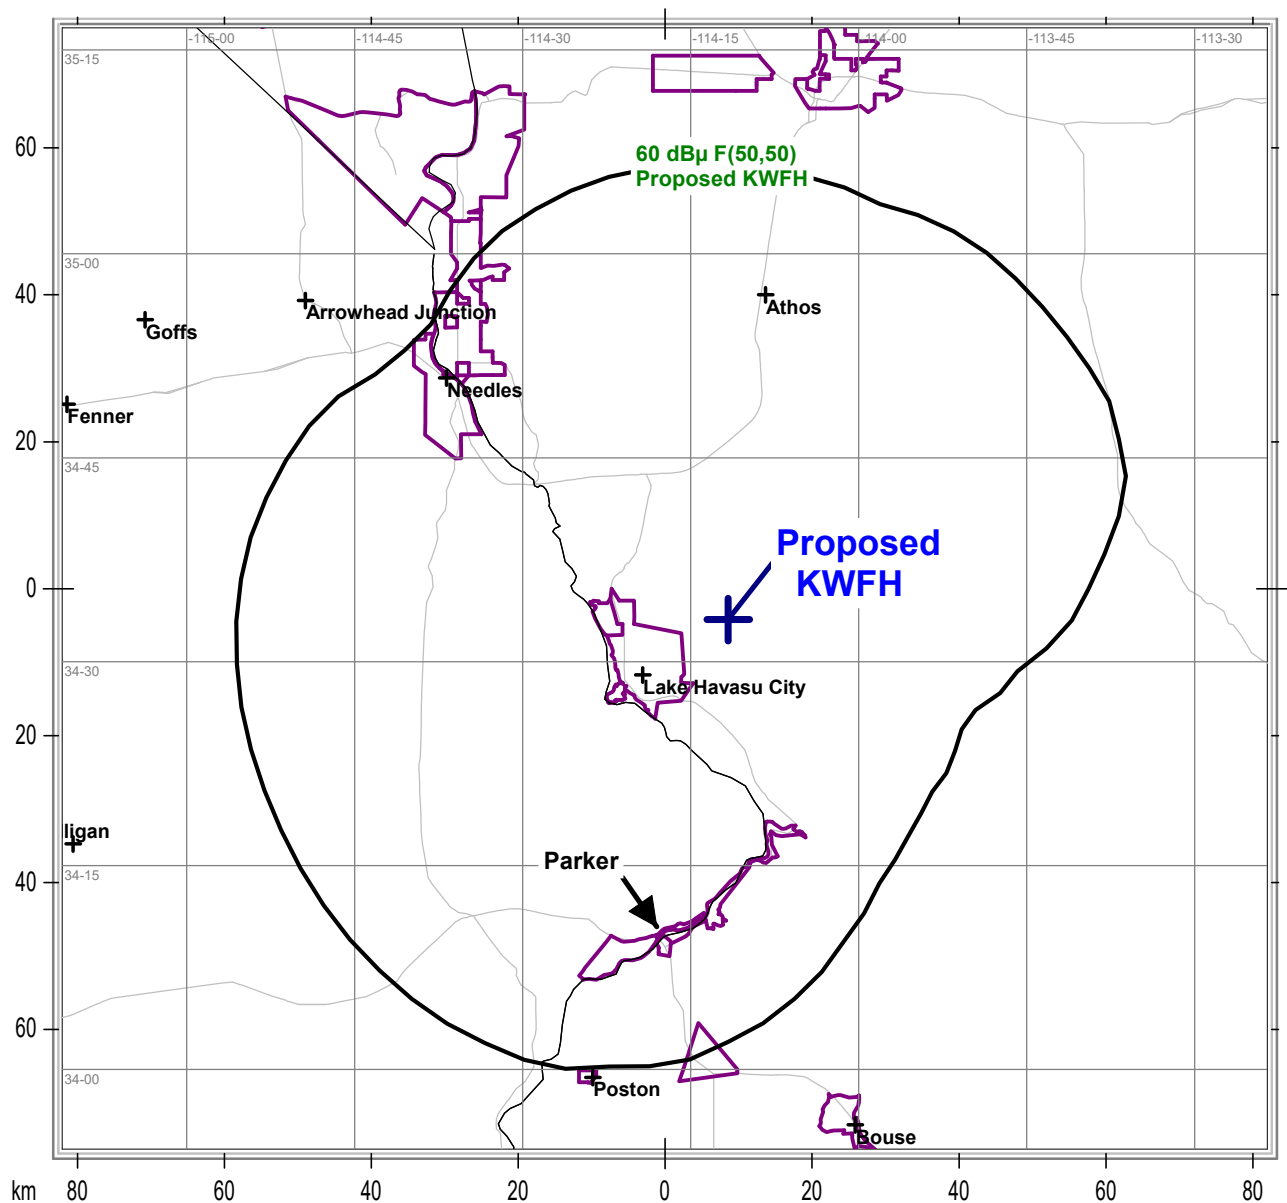 -115-00
-114-45
-114-30
-114-15
-114-00
-113-45
-113-30
35-15
60
60 dBµ F(50,50)
Proposed KWFH
35-00
40
Arrowhead Junction
Athos
Goffs
Needles
Fenner
20
34-45
Proposed
KWFH
0
34-30
Lake Havasu City
20
ligan
Parker
34-15
40
60
34-00
Poston
Bouse
km
80
60
40
20
0
20
40
60
80